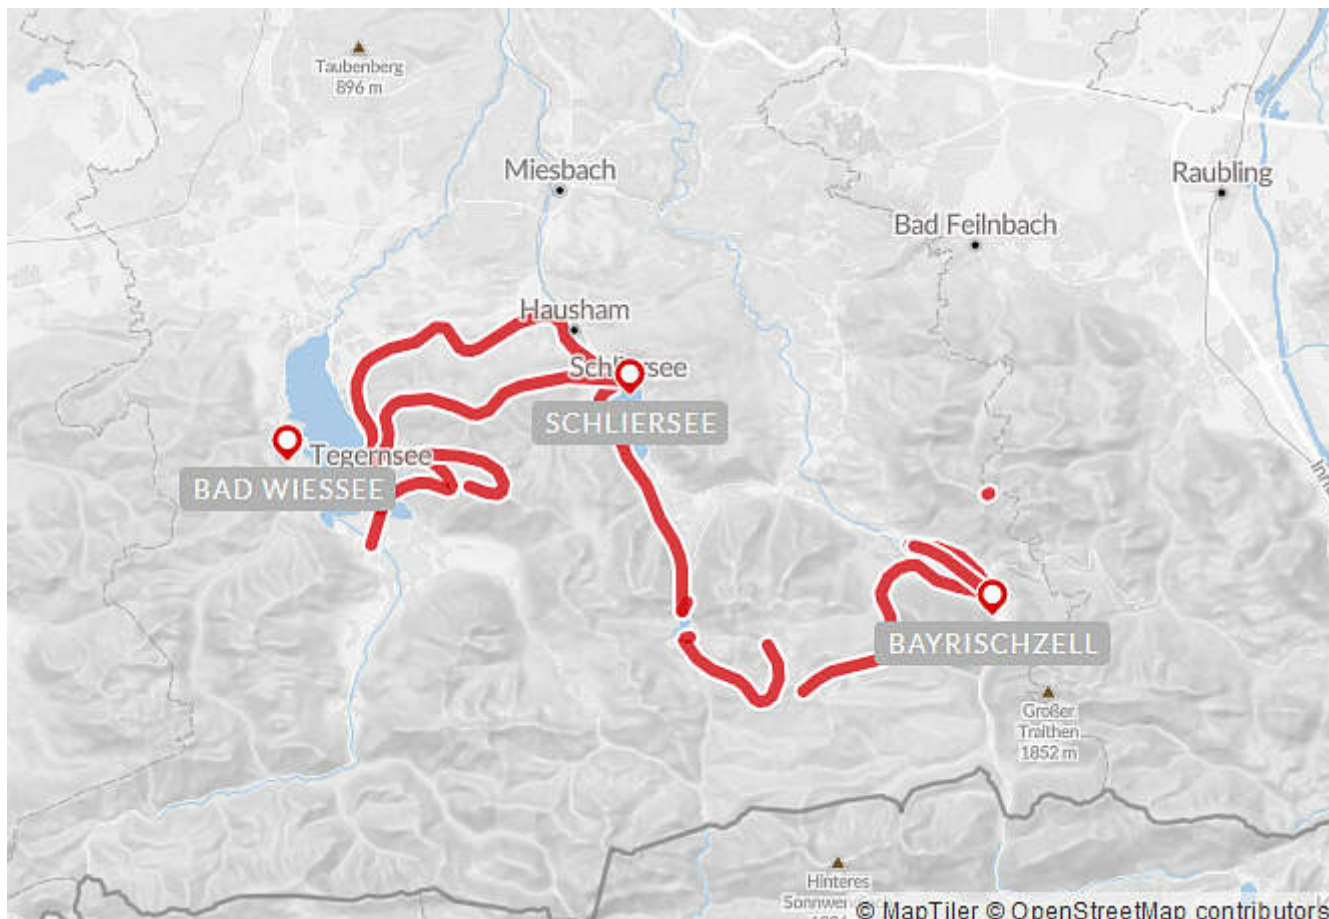 Taubenberg
896 m
Miesbach
Raubling
Bad Feilnbach
Hausham
Schliersee
SCHLIERSEE
Tegernsee
BAD WIESSEE
BAYRISCHZELL
Großer
Traithen
1852 m
Hinteres
© MapTiler © OpenStreetMap contributors